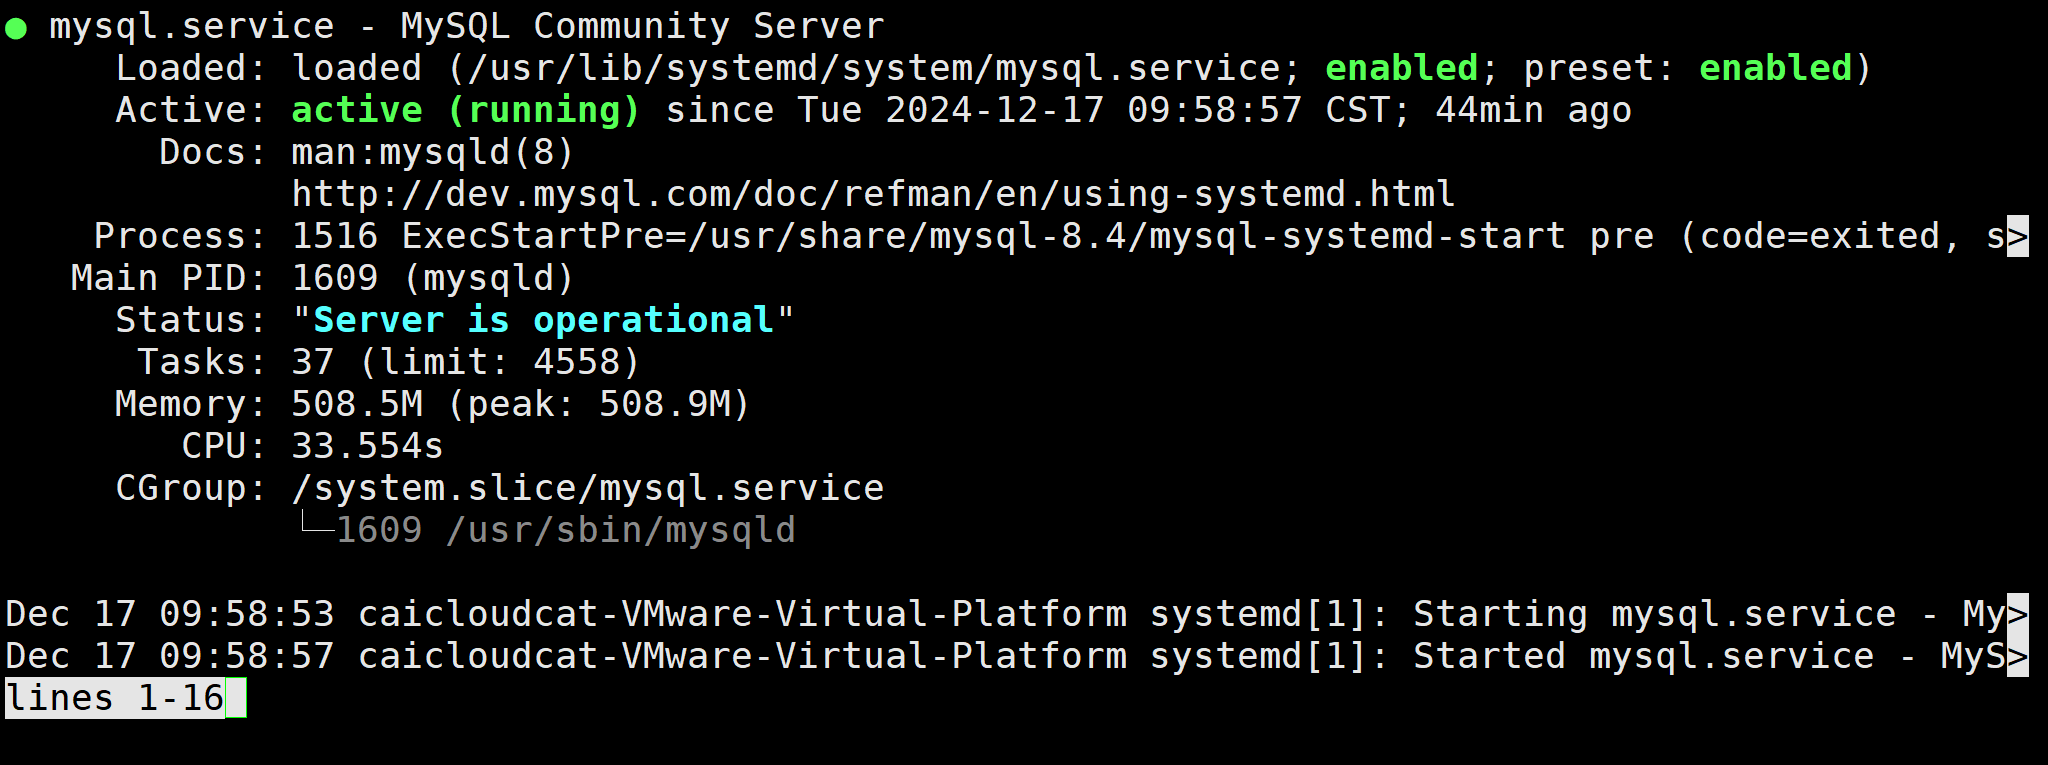 ● mysql.service - MySQL Community Server
     Loaded: loaded (/usr/lib/systemd/system/mysql.service; enabled; preset: enabled)
     Active: active (running) since Tue 2024-12-17 09:58:57 CST; 44min ago
       Docs: man:mysqld(8)
             http://dev.mysql.com/doc/refman/en/using-systemd.html
    Process: 1516 ExecStartPre=/usr/share/mysql-8.4/mysql-systemd-start pre (code=exited, s>
   Main PID: 1609 (mysqld)
     Status: "Server is operational"
      Tasks: 37 (limit: 4558)
     Memory: 508.5M (peak: 508.9M)
        CPU: 33.554s
     CGroup: /system.slice/mysql.service
             └─1609 /usr/sbin/mysqld

Dec 17 09:58:53 caicloudcat-VMware-Virtual-Platform systemd[1]: Starting mysql.service - My>
Dec 17 09:58:57 caicloudcat-VMware-Virtual-Platform systemd[1]: Started mysql.service - MyS>
lines 1-16